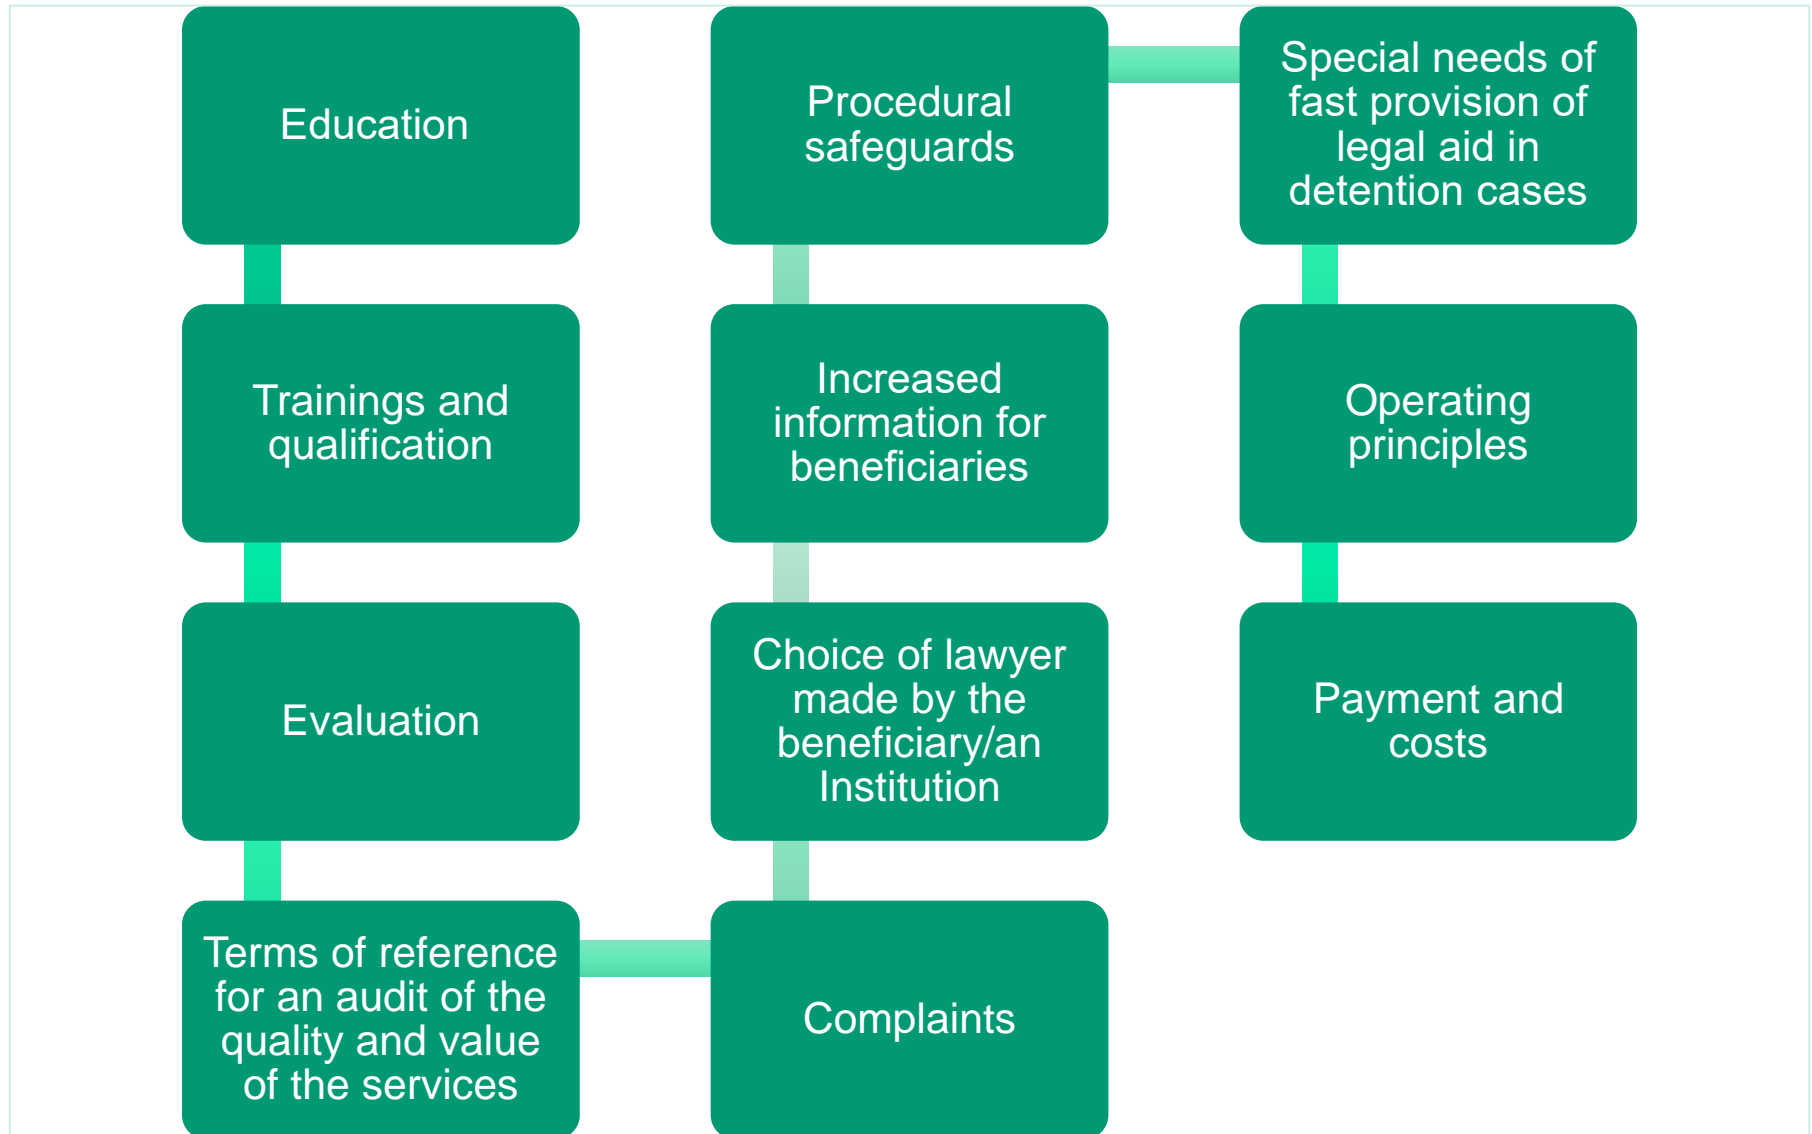 Education
Trainings and
qualification
Evaluation
Terms of reference
for an audit of the
quality and value
of the services
Complaints
Choice of lawyer
made by the
beneficiary/an
Institution
Increased
information for
beneficiaries
Procedural
safeguards
Special needs of
fast provision of
legal aid in
detention cases
Operating
principles
Payment and
costs